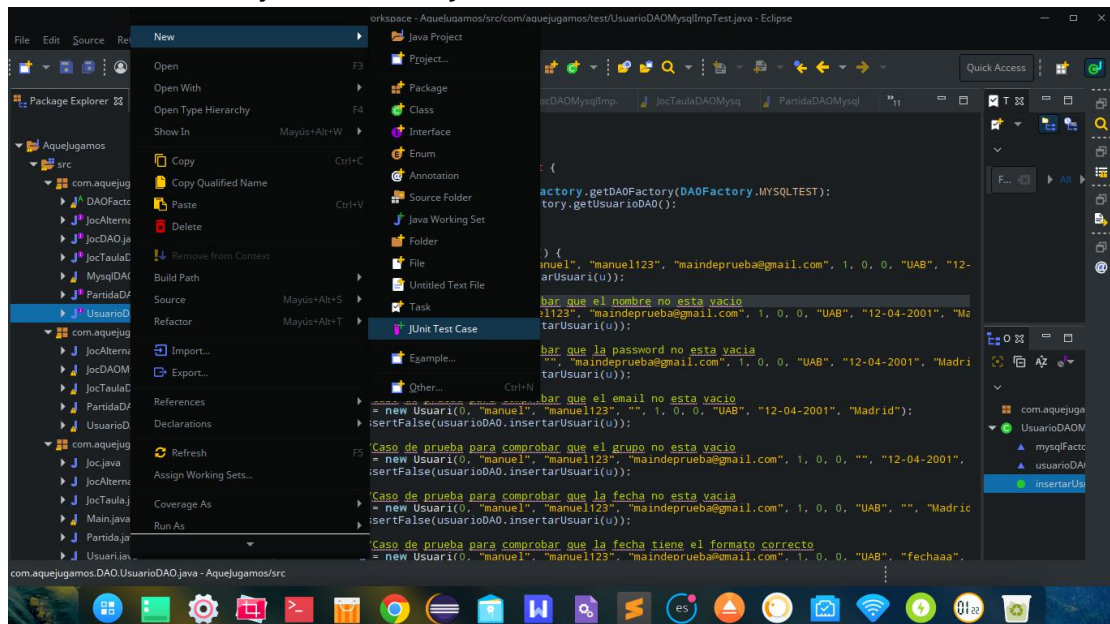 orkspace - AqueJugamos/src/com/aquejugamos/test/UsuarioDAOMysqlImpTest.java - Eclipse
File Edit Source Re
Quick Access
Package Explorer
ocDAOMysqlImp.
JocTaulaDAOMysq
PartidaDAOMysql
11
T
AqueJugamos
src
com.aquejug
DAOFacto
JocAlterna
JocDAO.ja
JocTaulaD
MysqlDAO
PartidaDA
UsuarioD
com.aquejug
JocAlterna
JocDAOM
JocTaulaD
PartidaDA
UsuarioD
com.aquejug
Joc.java
JocAlterna
JocTaula.j
Main.java
Partida.ja
Usuari.jav
New
Open F3
Open With
Open Type Hierarchy F4
Show In Mayús+Alt+W
Copy Ctrl+C
Copy Qualified Name
Paste Ctrl+V
Delete
Remove from Context
Build Path
Source Mayús+Alt+S
Refactor Mayús+Alt+T
Import...
Export...
References
Declarations
Refresh F5
Assign Working Sets...
Coverage As
Run As
Java Project
Project...
Package
Class
Interface
Enum
Annotation
Source Folder
Java Working Set
Folder
File
Untitled Text File
Task
JUnit Test Case
Example...
Other... Ctrl+N
{
actory.getDAOFactory(DAOFactory.MYSQLTEST);
tory.getUsuarioDAO();
) {
anuel", "manuel123", "maindeprueba@gmail.com", 1, 0, 0, "UAB", "12-
arUsuari(u));
bar que el nombre no esta vacio
el123", "maindeprueba@gmail.com", 1, 0, 0, "UAB", "12-04-2001", "Ma
tarUsuari(u));
bar que la password no esta vacia
"", "maindeprueba@gmail.com", 1, 0, 0, "UAB", "12-04-2001", "Madri
tarUsuari(u));
bar que el email no esta vacio
= new Usuari(0, "manuel", "manuel123", "", 1, 0, 0, "UAB", "12-04-2001", "Madrid");
ssertFalse(usuarioDAO.insertarUsuari(u));
Caso de prueba para comprobar que el grupo no esta vacio
= new Usuari(0, "manuel", "manuel123", "maindeprueba@gmail.com", 1, 0, 0, "", "12-04-2001",
ssertFalse(usuarioDAO.insertarUsuari(u));
Caso de prueba para comprobar que la fecha no esta vacia
= new Usuari(0, "manuel", "manuel123", "maindeprueba@gmail.com", 1, 0, 0, "UAB", "", "Madrid
ssertFalse(usuarioDAO.insertarUsuari(u));
Caso de prueba para comprobar que la fecha tiene el formato correcto
= new Usuari(0, "manuel", "manuel123", "maindeprueba@gmail.com", 1, 0, 0, "UAB", "fechaaa",
F...
All
O
com.aquejuga
UsuarioDAOM
mysqlFacto
usuarioDA
insertarUs
com.aquejugamos.DAO.UsuarioDAO.java - AqueJugamos/src
es